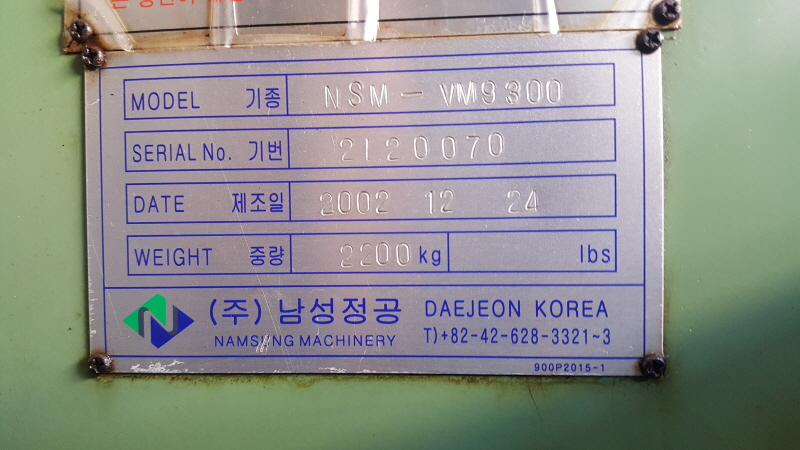 MODEL 기종 NSM-VM9300
SERIAL No. 기번 2120070
DATE 제조일 2002 12 24
WEIGHT 중량 2200 kg lbs
(주) 남성정공 DAEJEON KOREA
NAMSUNG MACHINERY T)+82-42-628-3321~3
900P2015-1